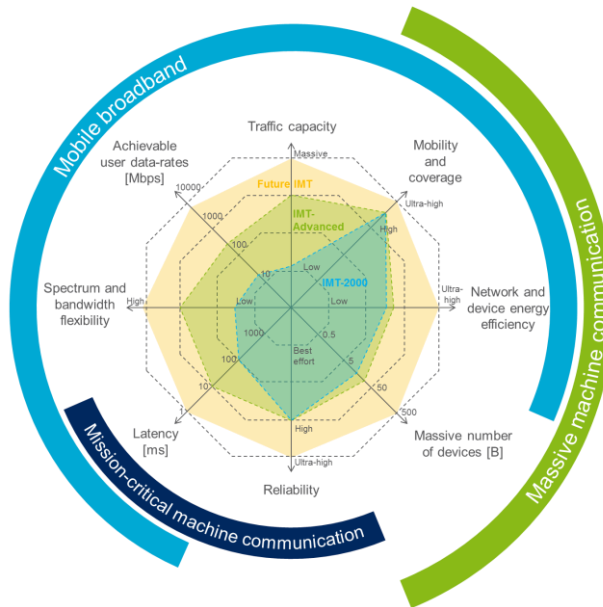 Mobile broadband
Massive machine communication
Mission-critical machine communication
Traffic capacity
Massive
Low
Achievable
user data-rates
[Mbps]
10000
1000
100
10
Mobility and
coverage
Ultra-high
High
Future IMT
IMT-
Advanced
IMT-2000
Spectrum and
bandwidth
flexibility
High
Low
Low
Ultra-
high
Network and
device energy
efficiency
1000
100
10
1
Latency
[ms]
Best
effort
High
Ultra-high
Reliability
0.5
5
50
500
Massive number
of devices [B]